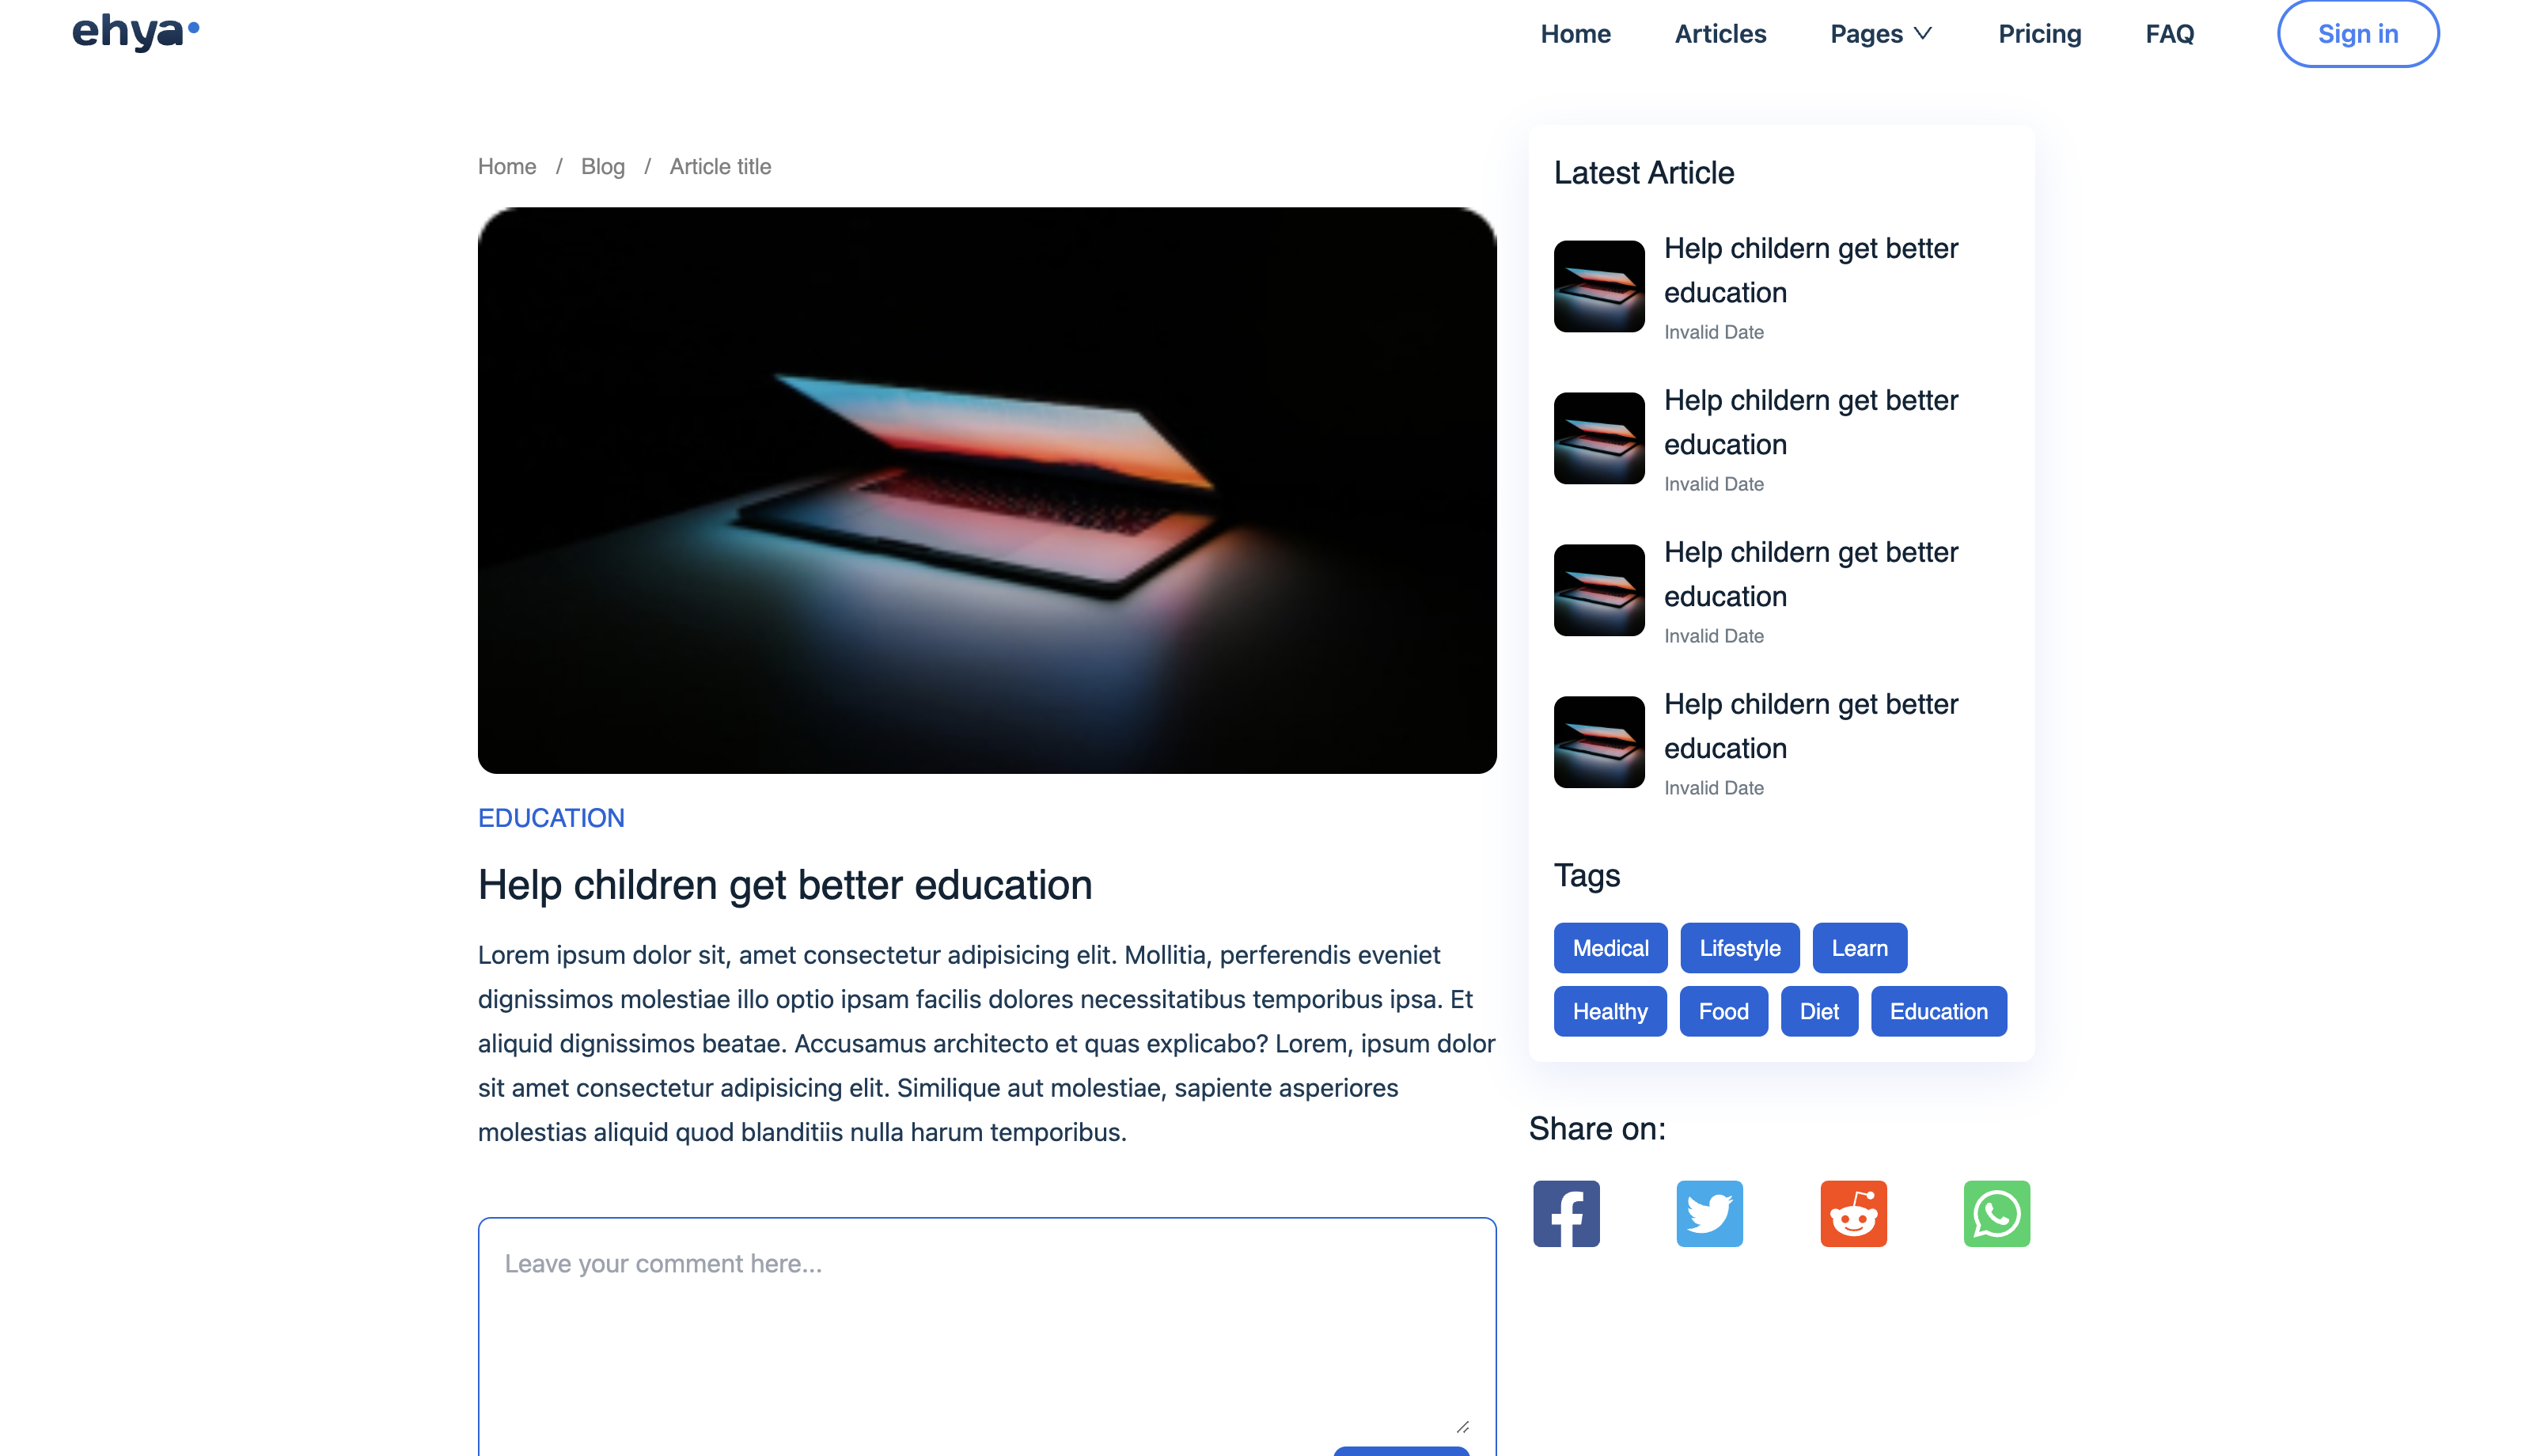 ehya
Home Articles Pages Pricing FAQ Sign in
Home / Blog / Article title
EDUCATION
Help children get better education
Lorem ipsum dolor sit, amet consectetur adipisicing elit. Mollitia, perferendis eveniet
dignissimos molestiae illo optio ipsam facilis dolores necessitatibus temporibus ipsa. Et
aliquid dignissimos beatae. Accusamus architecto et quas explicabo? Lorem, ipsum dolor
sit amet consectetur adipisicing elit. Similique aut molestiae, sapiente asperiores
molestias aliquid quod blanditiis nulla harum temporibus.
Leave your comment here...
Latest Article
Help childern get better
education
Invalid Date
Help childern get better
education
Invalid Date
Help childern get better
education
Invalid Date
Help childern get better
education
Invalid Date
Tags
Medical Lifestyle Learn
Healthy Food Diet Education
Share on: